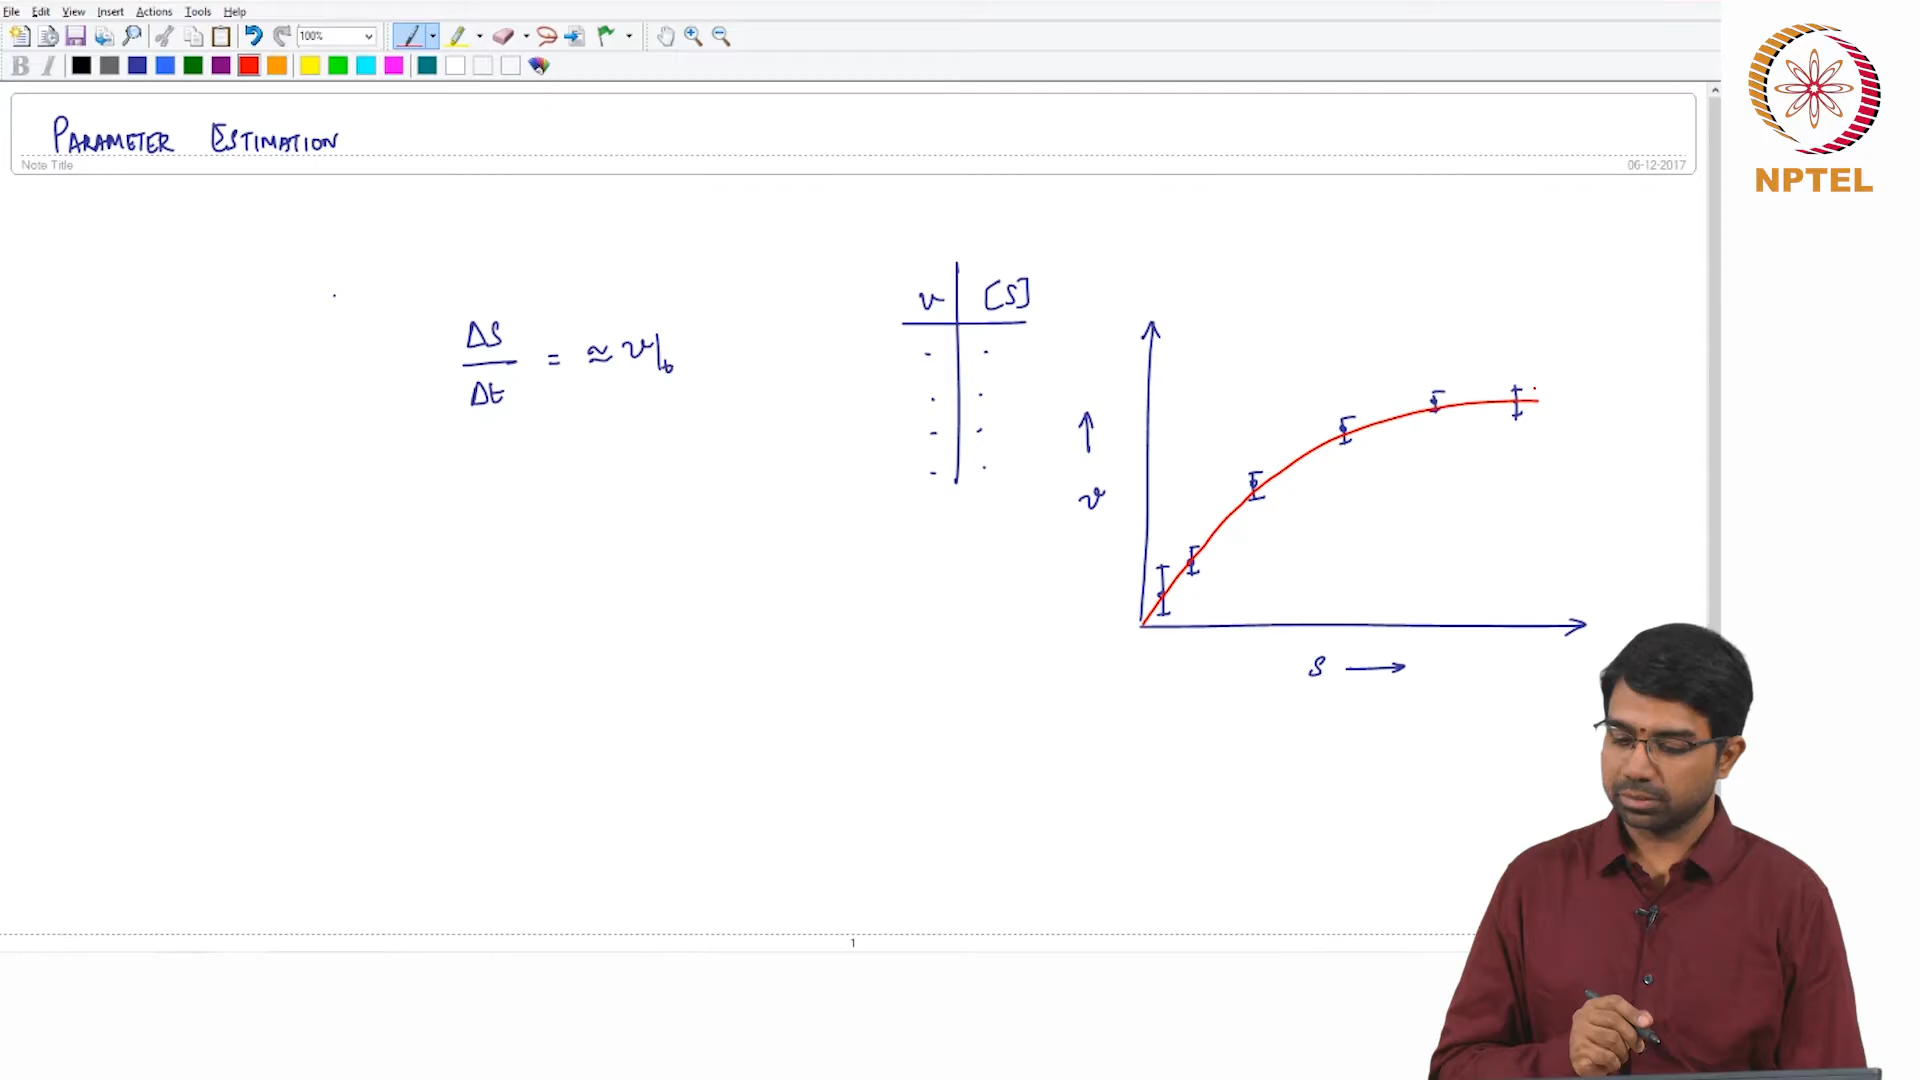 File Edit View Insert Actions Tools Help
100%
B I
PARAMETER ESTIMATION
Note Title
06-12-2017
NPTEL
v [S]
ΔS
Δt
= ≈ v|₀
v
S
1